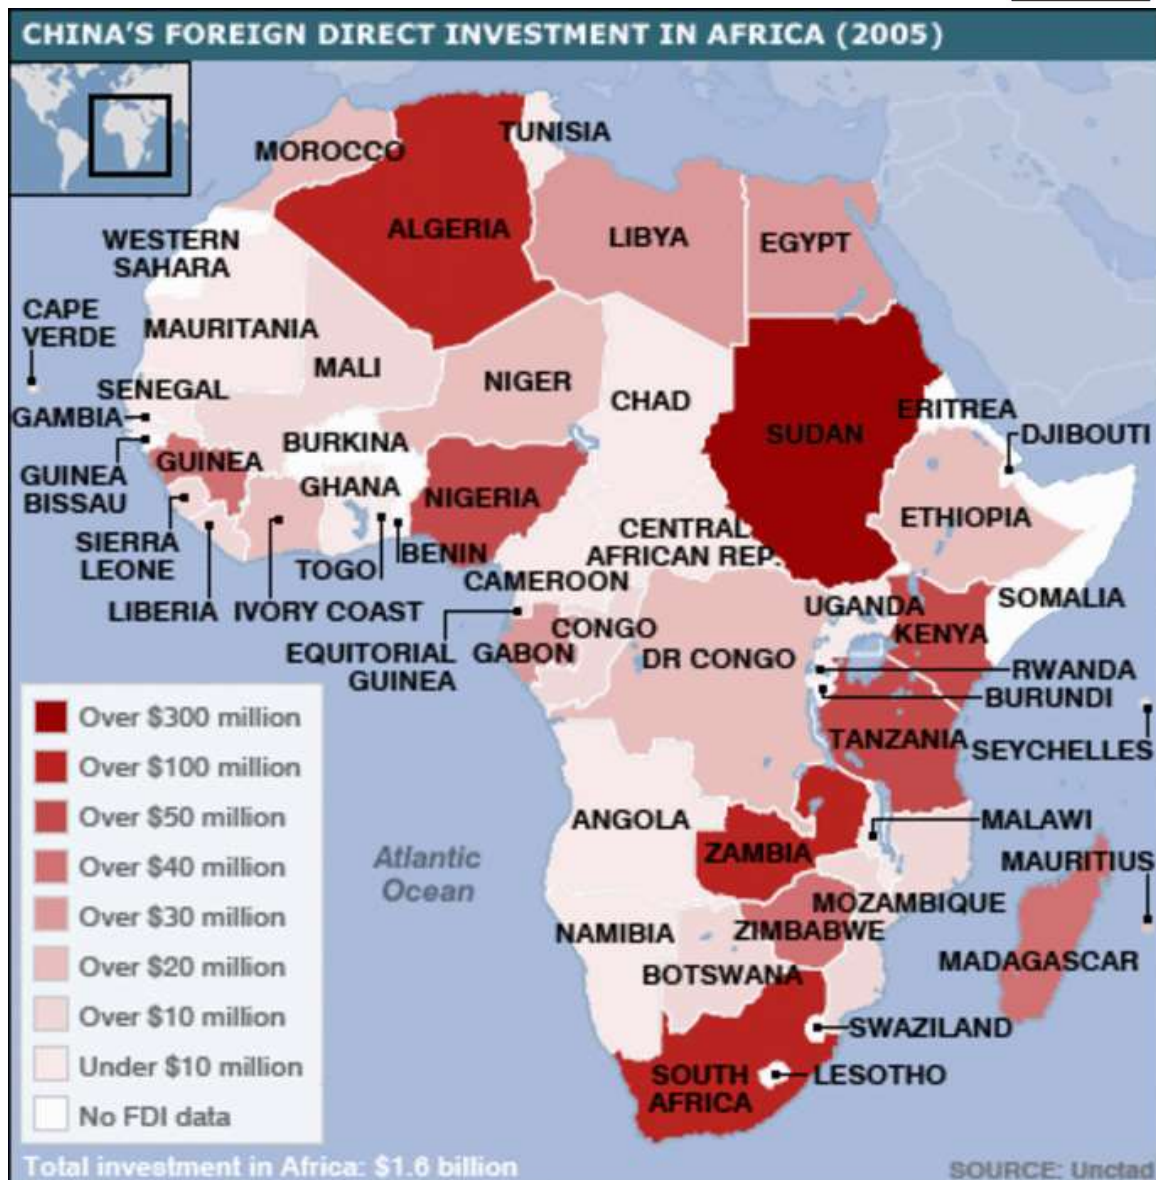 CHINA'S FOREIGN DIRECT INVESTMENT IN AFRICA (2005)
TUNISIA
MOROCCO
ALGERIA
LIBYA
EGYPT
WESTERN
SAHARA
CAPE
VERDE
MAURITANIA
MALI
NIGER
CHAD
SENEGAL
GAMBIA
ERITREA
SUDAN
DJIBOUTI
BURKINA
GUINEA
GUINEA
BISSAU
GHANA
NIGERIA
ETHIOPIA
SIERRA
LEONE
CENTRAL
AFRICAN REP.
BENIN
TOGO
CAMEROON
LIBERIA
IVORY COAST
UGANDA
SOMALIA
CONGO
KENYA
EQUITORIAL
GUINEA
GABON
DR CONGO
RWANDA
BURUNDI
TANZANIA
SEYCHELLES
ANGOLA
MALAWI
ZAMBIA
MAURITIUS
Atlantic
Ocean
MOZAMBIQUE
NAMIBIA
ZIMBABWE
BOTSWANA
MADAGASCAR
SWAZILAND
SOUTH
AFRICA
LESOTHO
Over $300 million
Over $100 million
Over $50 million
Over $40 million
Over $30 million
Over $20 million
Over $10 million
Under $10 million
No FDI data
Total investment in Africa: $1.6 billion
SOURCE: Unctad